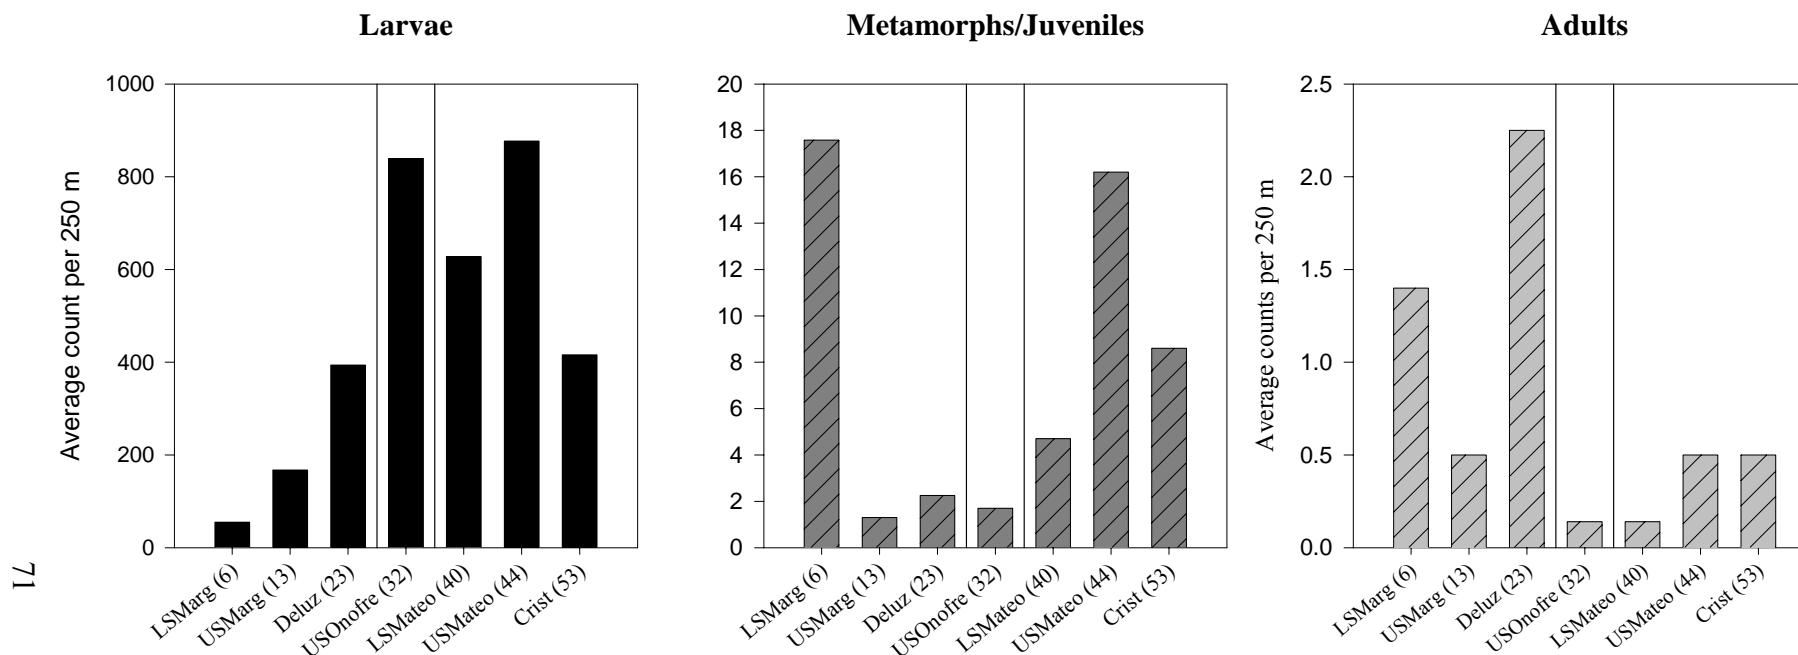 Larvae
Average count per 250 m
1000
800
600
400
200
0
LSMarg (6)
USMarg (13)
Deluz (23)
USOnofre (32)
LSMateo (40)
USMateo (44)
Crist (53)
Metamorphs/Juveniles
20
18
16
14
12
10
8
6
4
2
0
LSMarg (6)
USMarg (13)
Deluz (23)
USOnofre (32)
LSMateo (40)
USMateo (44)
Crist (53)
Adults
Average counts per 250 m
2.5
2.0
1.5
1.0
0.5
0.0
LSMarg (6)
USMarg (13)
Deluz (23)
USOnofre (32)
LSMateo (40)
USMateo (44)
Crist (53)
71